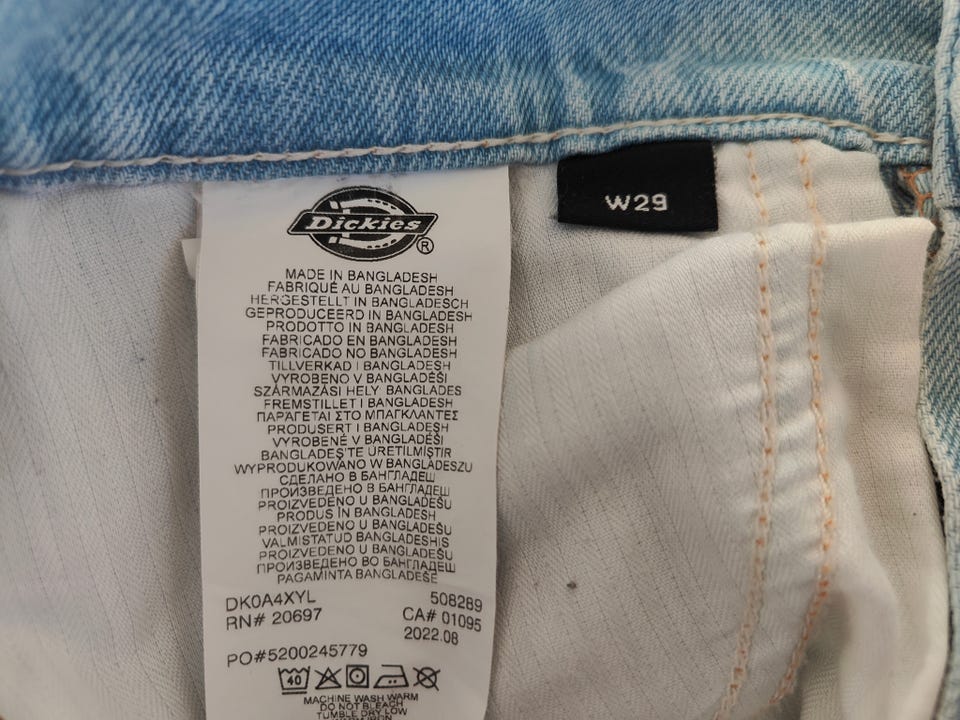 Dickies®
W29
MADE IN BANGLADESH
FABRIQUÉ AU BANGLADESH
HERGESTELLT IN BANGLADESCH
GEPRODUCEERD IN BANGLADESH
PRODOTTO IN BANGLADESH
FABRICADO EN BANGLADESH
FABRICADO NO BANGLADESH
TILLVERKAD I BANGLADESH
VYROBENO V BANGLADÉŠI
SZÁRMAZÁSI HELY BANGLADES
FREMSTILLET I BANGLADESH
ΠΑΡΑΓΕΤΑΙ ΣΤΟ ΜΠΑΓΚΛΑΝΤΕΣ
PRODUSERT I BANGLADESH
VYROBENÉ V BANGLADÉŠI
BANGLADEŞ'TE ÜRETİLMİŞTİR
WYPRODUKOWANO W BANGLADESZU
СДЕЛАНО В БАНГЛАДЕШ
ПРОИЗВЕДЕНО В БАНГЛАДЕШ
PROIZVEDENO U BANGLADEŠU
PRODUS ÎN BANGLADESH
PROIZVEDENO U BANGLADEŠU
VALMISTATUD BANGLADESHIS
PROIZVEDENO U BANGLADEŠU
ПРОИЗВЕДЕНО ВО БАНГЛАДЕШ
PAGAMINTA BANGLADEŠE
DK0A4XYL 508289
RN# 20697 CA# 01095
2022.08
PO#5200245779
40
MACHINE WASH WARM
DO NOT BLEACH
TUMBLE DRY LOW